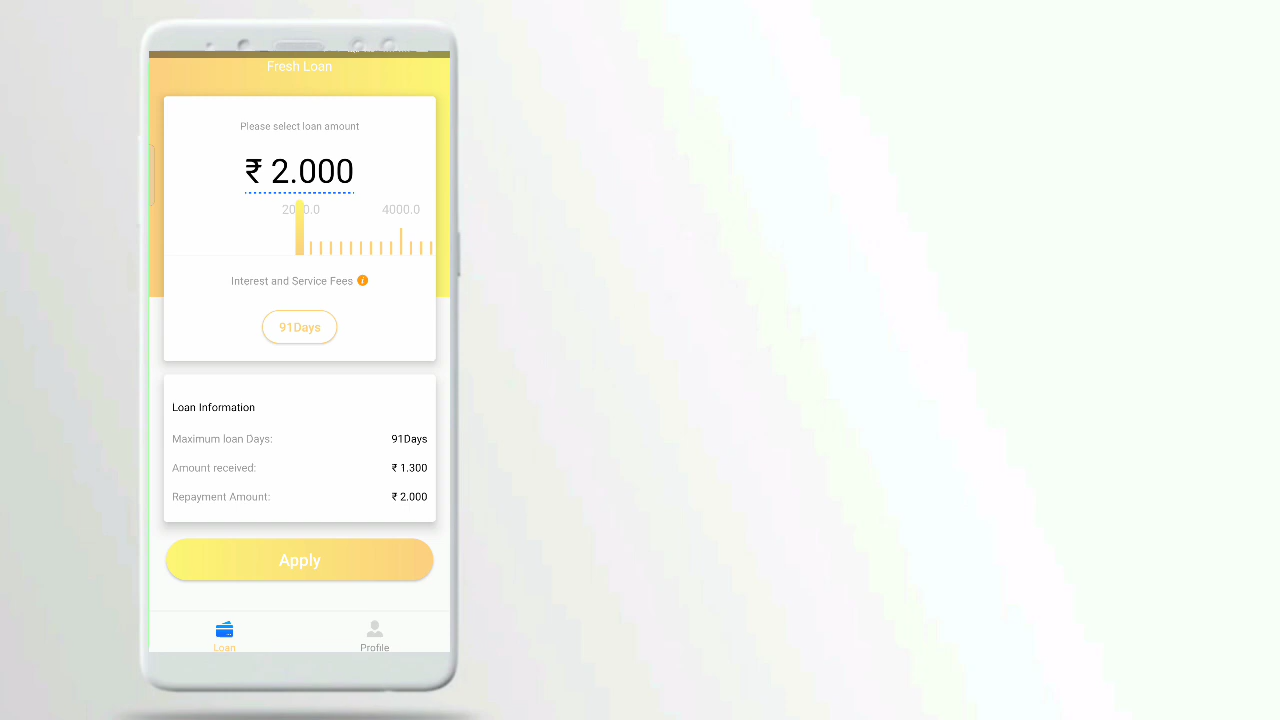 Fresh Loan
Please select loan amount
₹ 2.000
4000.0
Interest and Service Fees
91Days
Loan Information
Maximum loan Days: 91Days
Amount received: ₹ 1.300
Repayment Amount: ₹ 2.000
Apply
Loan Profile